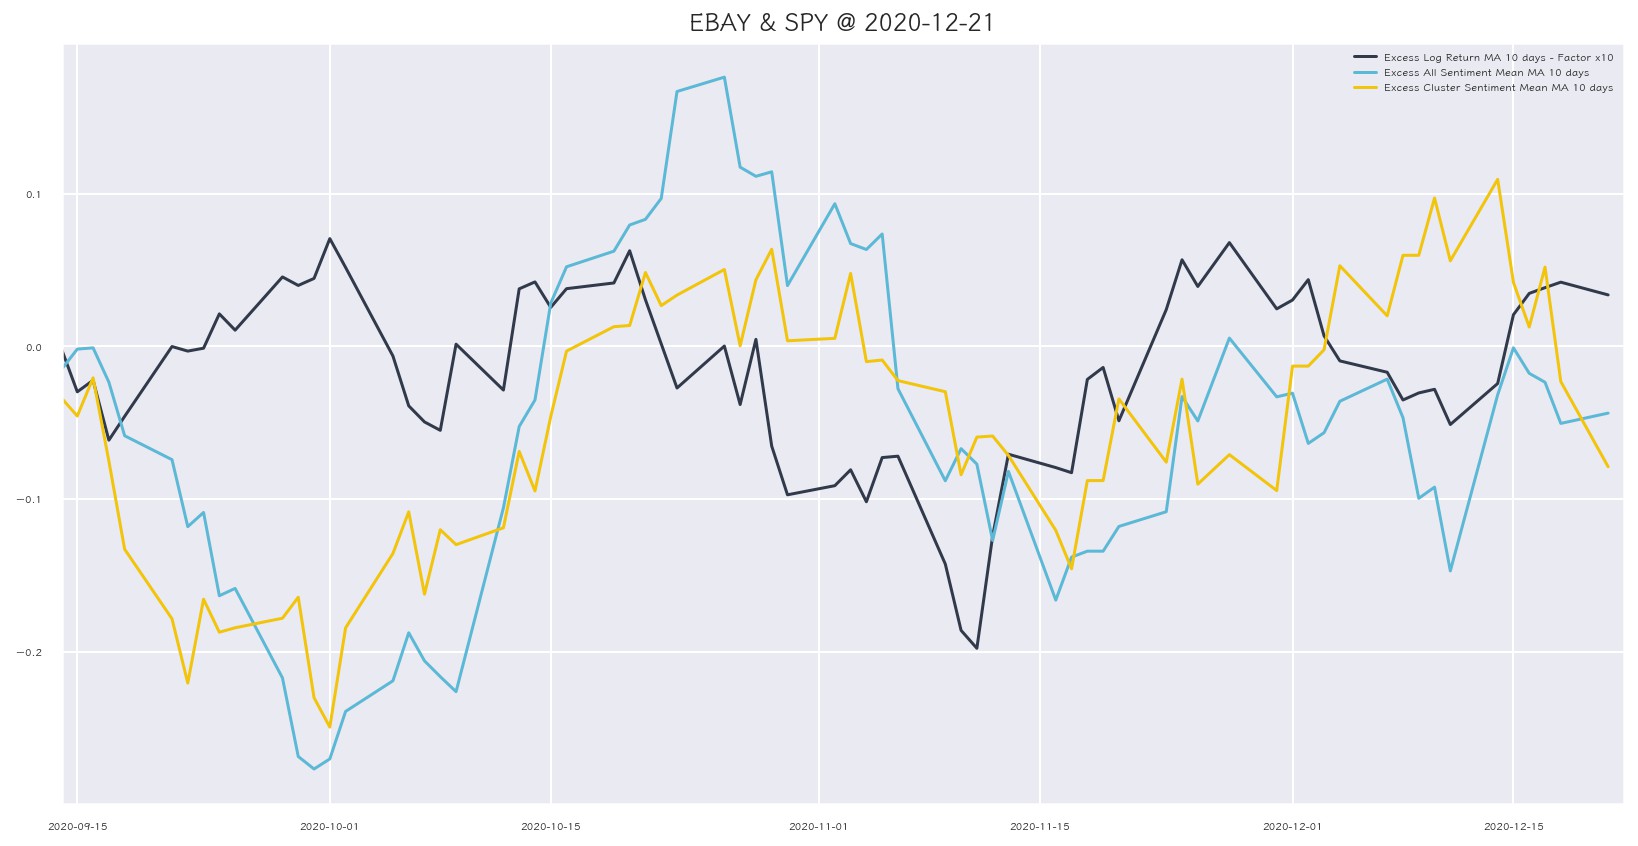 EBAY & SPY @ 2020-12-21
Excess Log Return MA 10 days - Factor x10
Excess All Sentiment Mean MA 10 days
Excess Cluster Sentiment Mean MA 10 days
0.1
0.0
−0.1
−0.2
2020-09-15
2020-10-01
2020-10-15
2020-11-01
2020-11-15
2020-12-01
2020-12-15